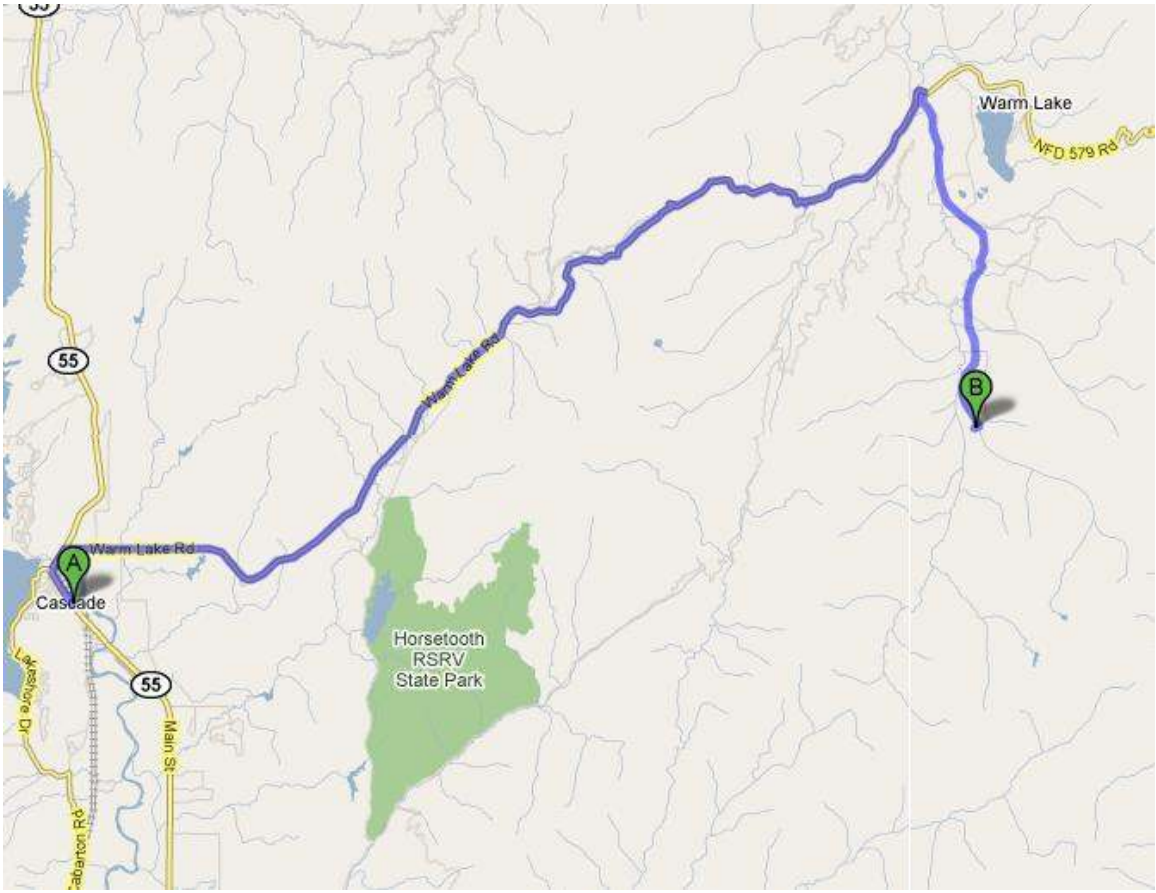 55
Warm Lake
NFD 579 Rd
55
Warm Lake Rd
B
Warm Lake Rd
A
Cascade
Horsetooth
RSRV
State Park
Lakeshore Dr
55
Main St
Cabarton Rd